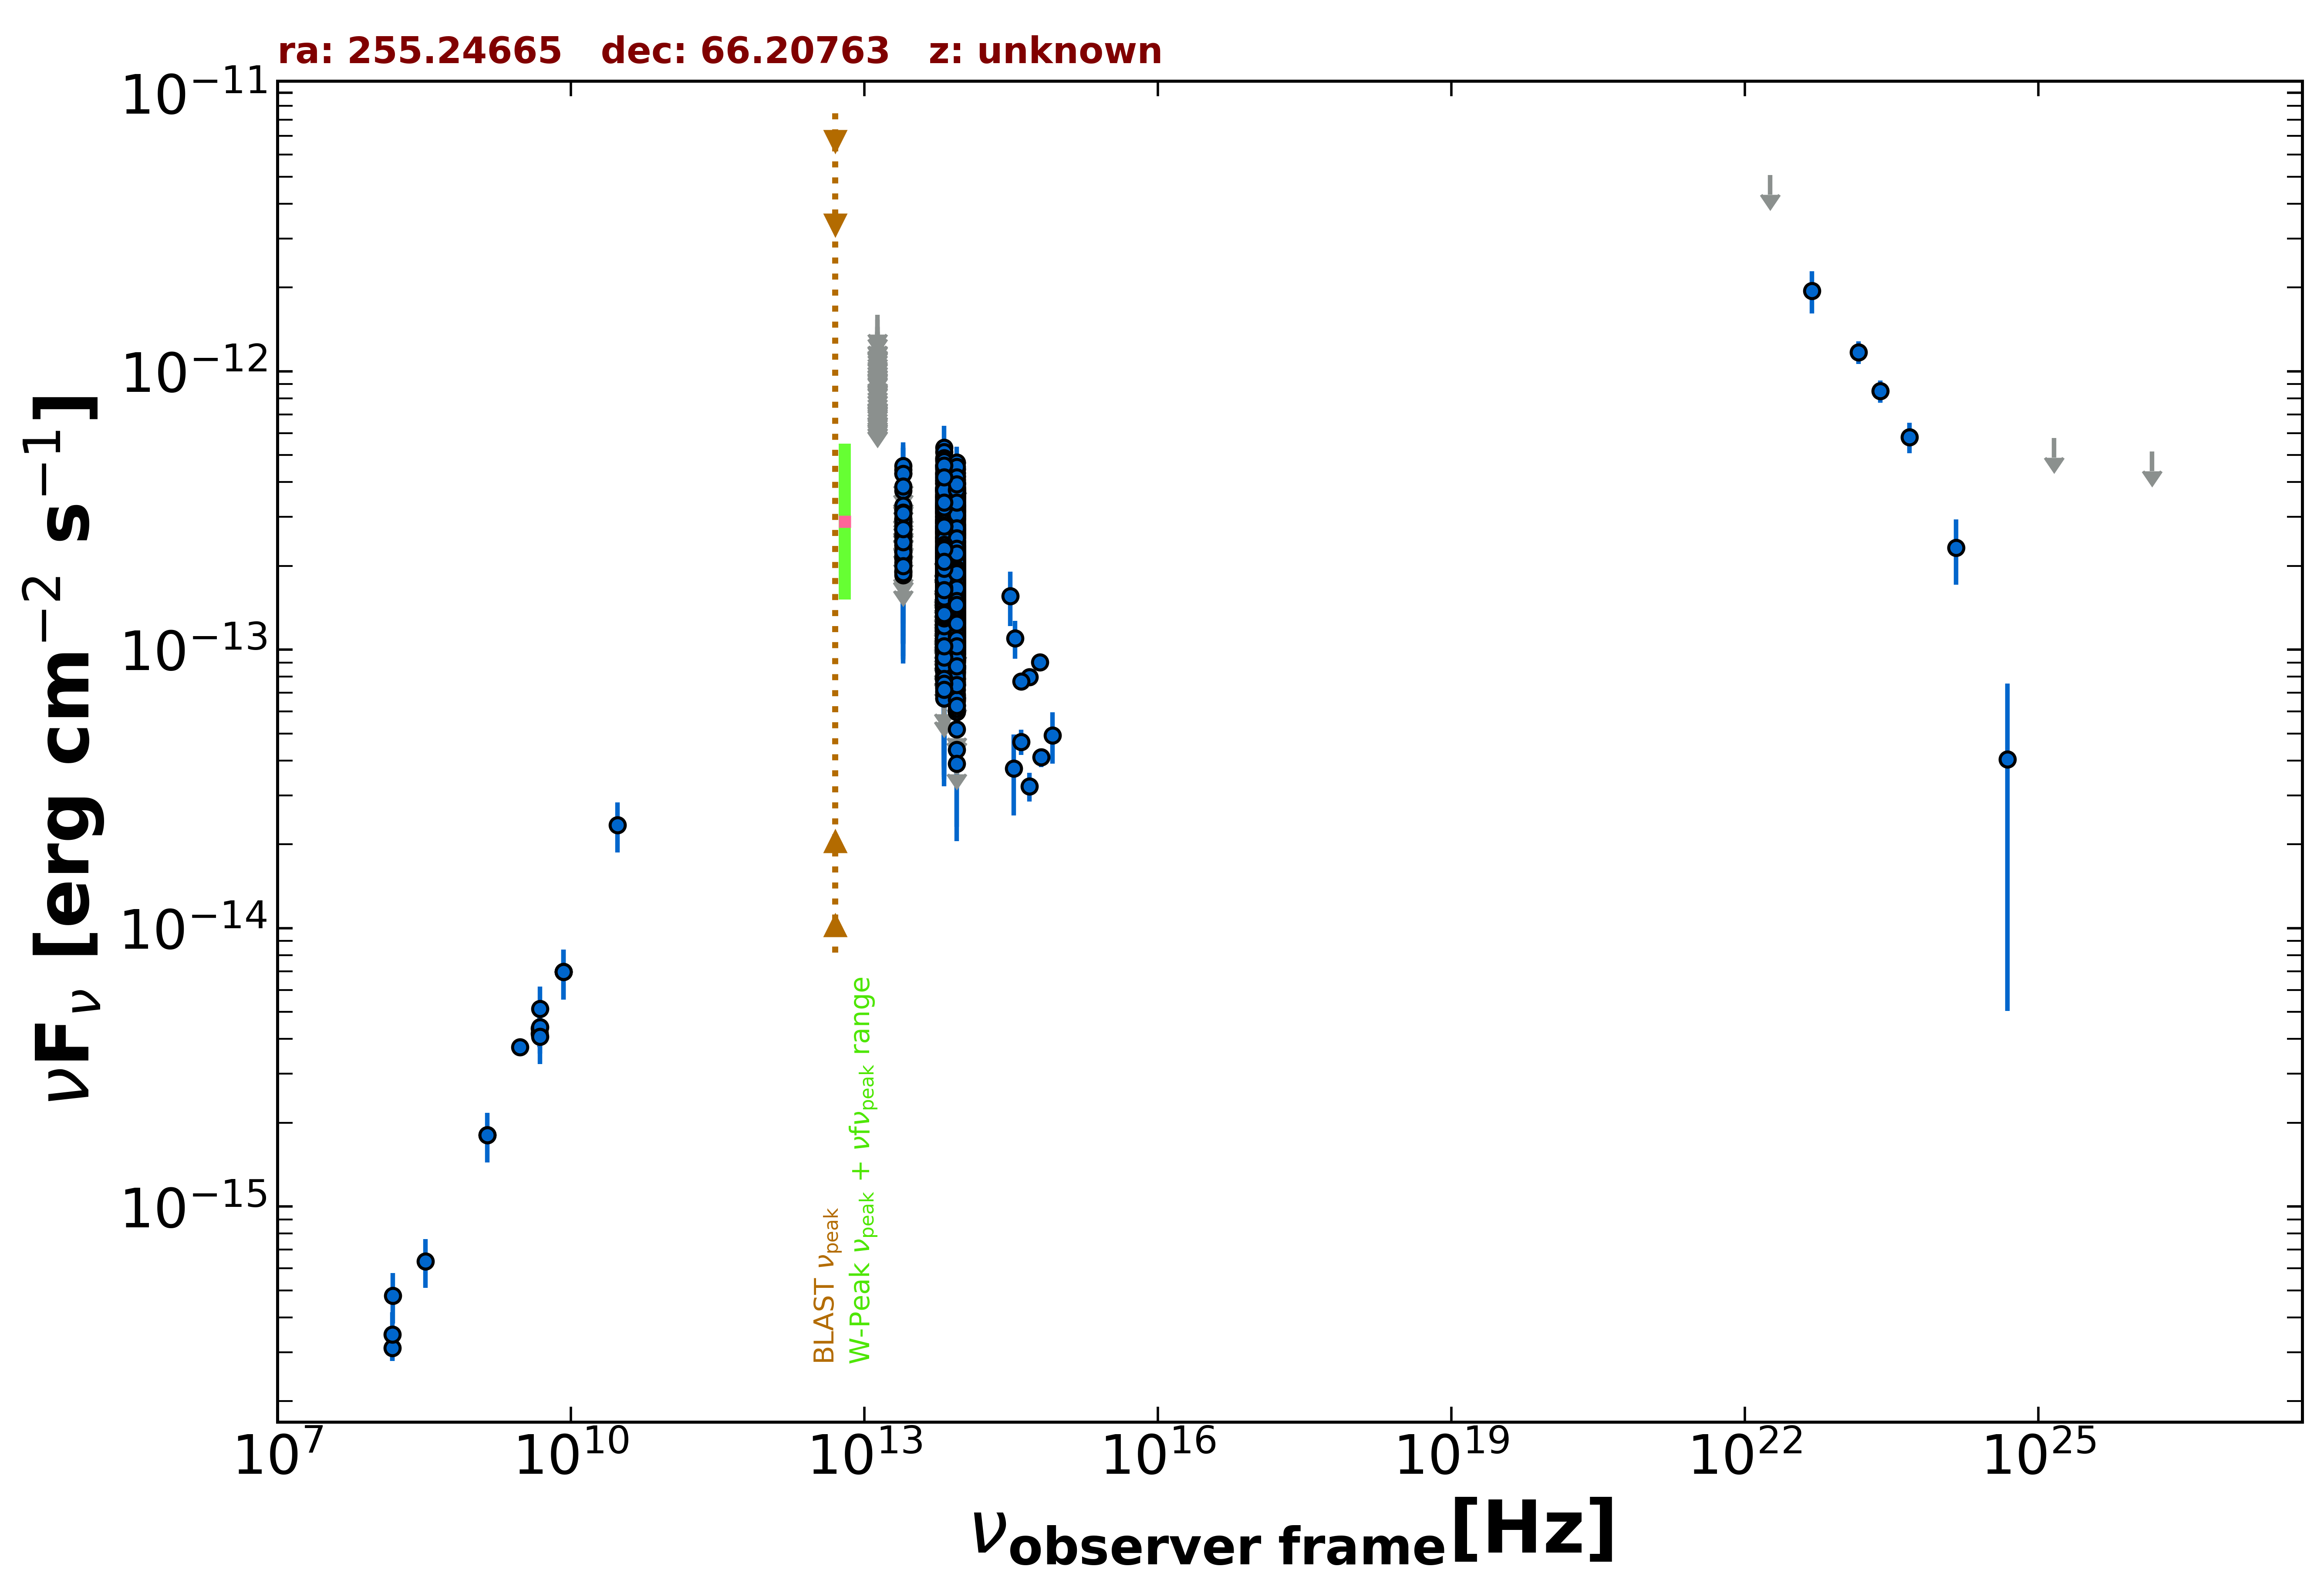 ra: 255.24665 dec: 66.20763 z: unknown
νFν [erg cm−2 s−1]
10−11
10−12
10−13
10−14
10−15
BLAST νpeak
W-Peak νpeak + νfνpeak range
107 1010 1013 1016 1019 1022 1025
νobserver frame[Hz]